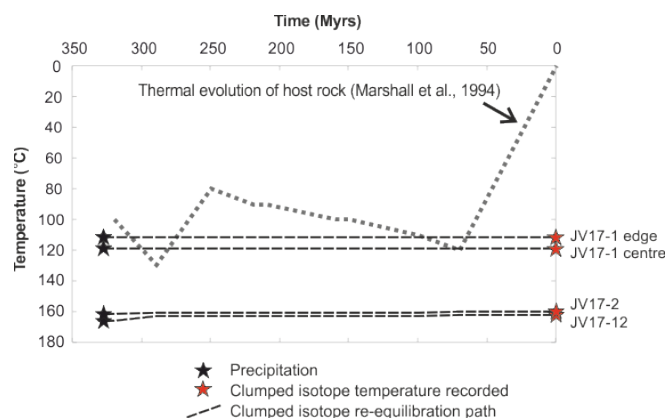 Time (Myrs)
350 300 250 200 150 100 50 0
Temperature (°C)
0
20
40
60
80
100
120
140
160
180
Thermal evolution of host rock (Marshall et al., 1994)
JV17-1 edge
JV17-1 centre
JV17-2
JV17-12
Precipitation
Clumped isotope temperature recorded
Clumped isotope re-equilibration path